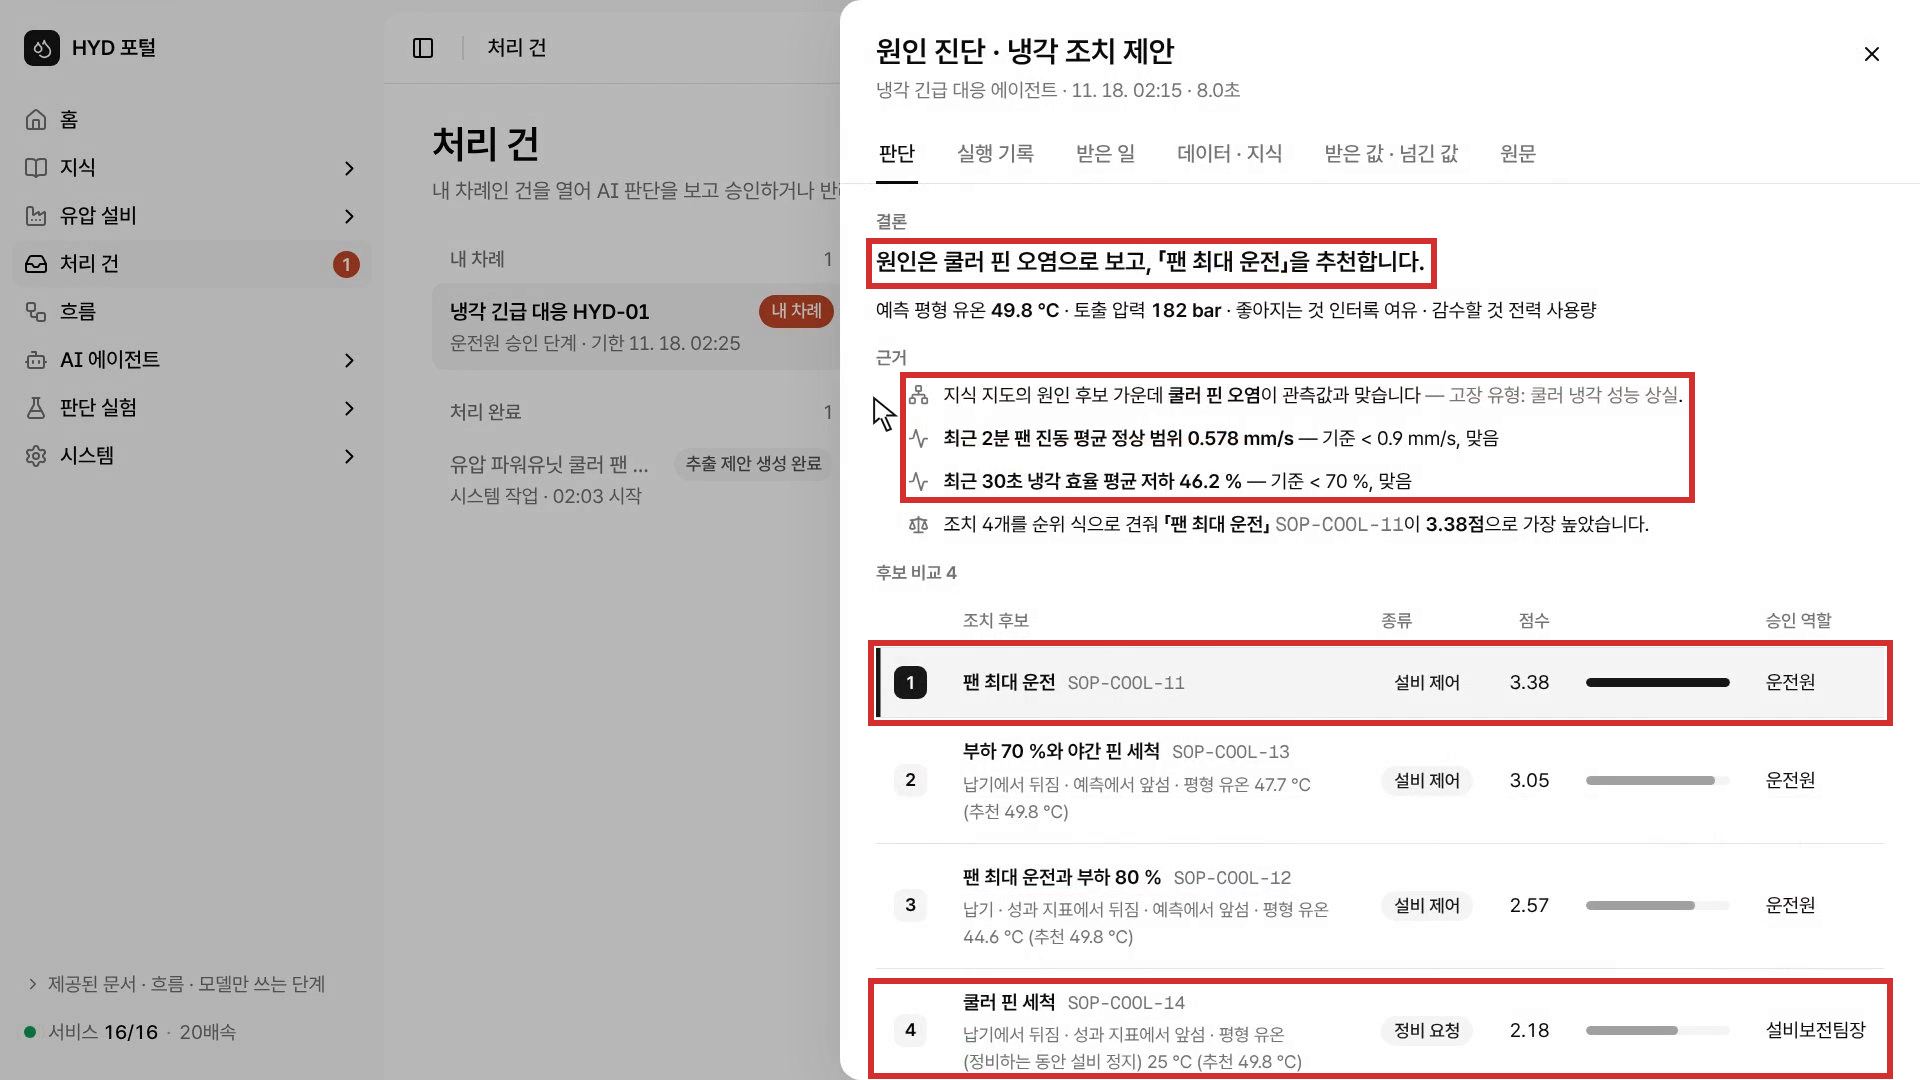 HYD 포털
홈
지식
유압 설비
처리 건
1
흐름
AI 에이전트
판단 실험
시스템
제공된 문서 · 흐름 · 모델만 쓰는 단계
서비스 16/16 · 20배속
처리 건
처리 건
내 차례인 건을 열어 AI 판단을 보고 승인하거나
내 차례
1
냉각 긴급 대응 HYD-01
내 차례
운전원 승인 단계 · 기한 11. 18. 02:25
처리 완료
1
유압 파워유닛 쿨러 팬 ...
추출 제안 생성 완료
시스템 작업 · 02:03 시작
원인 진단 · 냉각 조치 제안
냉각 긴급 대응 에이전트 · 11. 18. 02:15 · 8.0초
판단
실행 기록
받은 일
데이터 · 지식
받은 값 · 넘긴 값
원문
결론
원인은 쿨러 핀 오염으로 보고, 「팬 최대 운전」을 추천합니다.
예측 평형 유온 49.8 °C · 토출 압력 182 bar · 좋아지는 것 인터록 여유 · 감수할 것 전력 사용량
근거
지식 지도의 원인 후보 가운데 쿨러 핀 오염이 관측값과 맞습니다 — 고장 유형: 쿨러 냉각 성능 상실.
최근 2분 팬 진동 평균 정상 범위 0.578 mm/s — 기준 < 0.9 mm/s, 맞음
최근 30초 냉각 효율 평균 저하 46.2 % — 기준 < 70 %, 맞음
조치 4개를 순위 식으로 견줘 「팬 최대 운전」 SOP-COOL-11이 3.38점으로 가장 높았습니다.
후보 비교 4
조치 후보
종류
점수
승인 역할
1
팬 최대 운전 SOP-COOL-11
설비 제어
3.38
운전원
2
부하 70 %와 야간 핀 세척 SOP-COOL-13
납기에서 뒤짐 · 예측에서 앞섬 · 평형 유온 47.7 °C
(추천 49.8 °C)
설비 제어
3.05
운전원
3
팬 최대 운전과 부하 80 % SOP-COOL-12
납기 · 성과 지표에서 뒤짐 · 예측에서 앞섬 · 평형 유온
44.6 °C (추천 49.8 °C)
설비 제어
2.57
운전원
4
쿨러 핀 세척 SOP-COOL-14
납기에서 뒤짐 · 성과 지표에서 앞섬 · 평형 유온
(정비하는 동안 설비 정지) 25 °C (추천 49.8 °C)
정비 요청
2.18
설비보전팀장